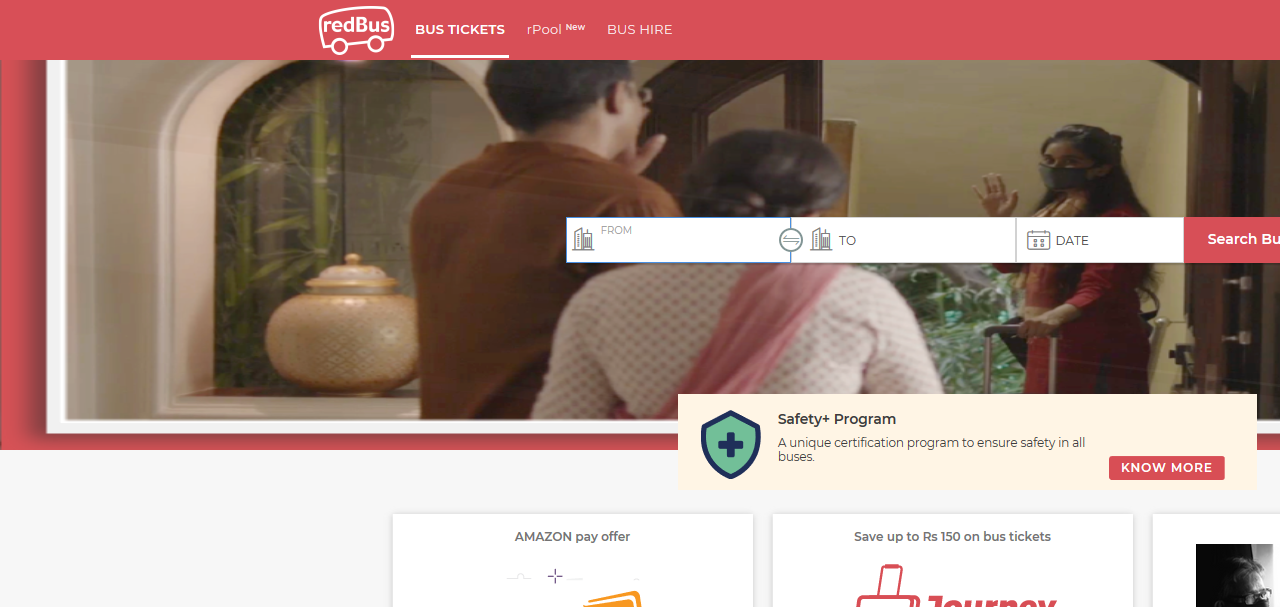 redBus
BUS TICKETS
rPool New
BUS HIRE
FROM
TO
DATE
Search Bu
Safety+ Program
A unique certification program to ensure safety in all
buses.
KNOW MORE
AMAZON pay offer
Save up to Rs 150 on bus tickets
Journey